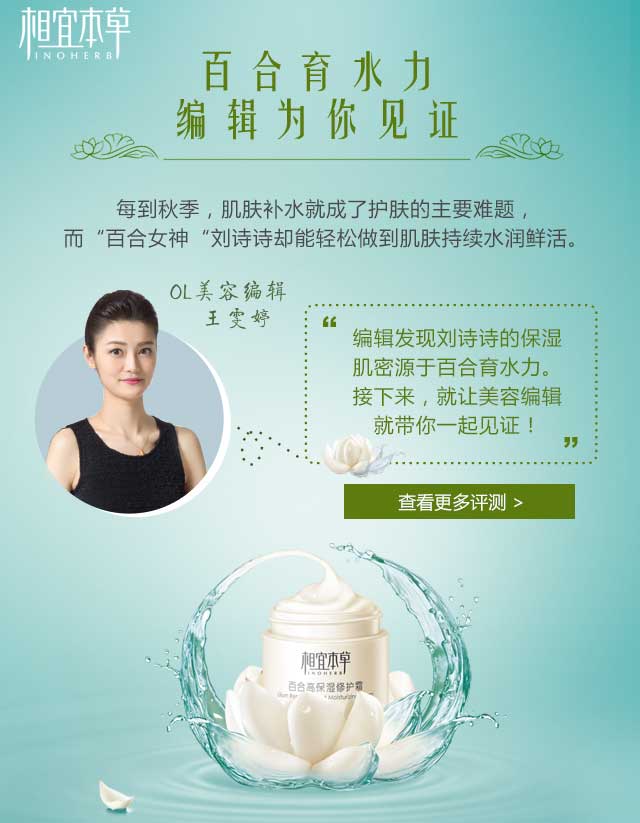 相宜本草
INOHERB
百合育水力
编辑为你见证
每到秋季，肌肤补水就成了护肤的主要难题，
而“百合女神“刘诗诗却能轻松做到肌肤持续水润鲜活。
OL美容编辑
王雯婷
“
编辑发现刘诗诗的保湿
肌密源于百合育水力。
接下来，就让美容编辑
就带你一起见证！
”
查看更多评测 >
相宜本草
INOHERB
百合高保湿修护霜